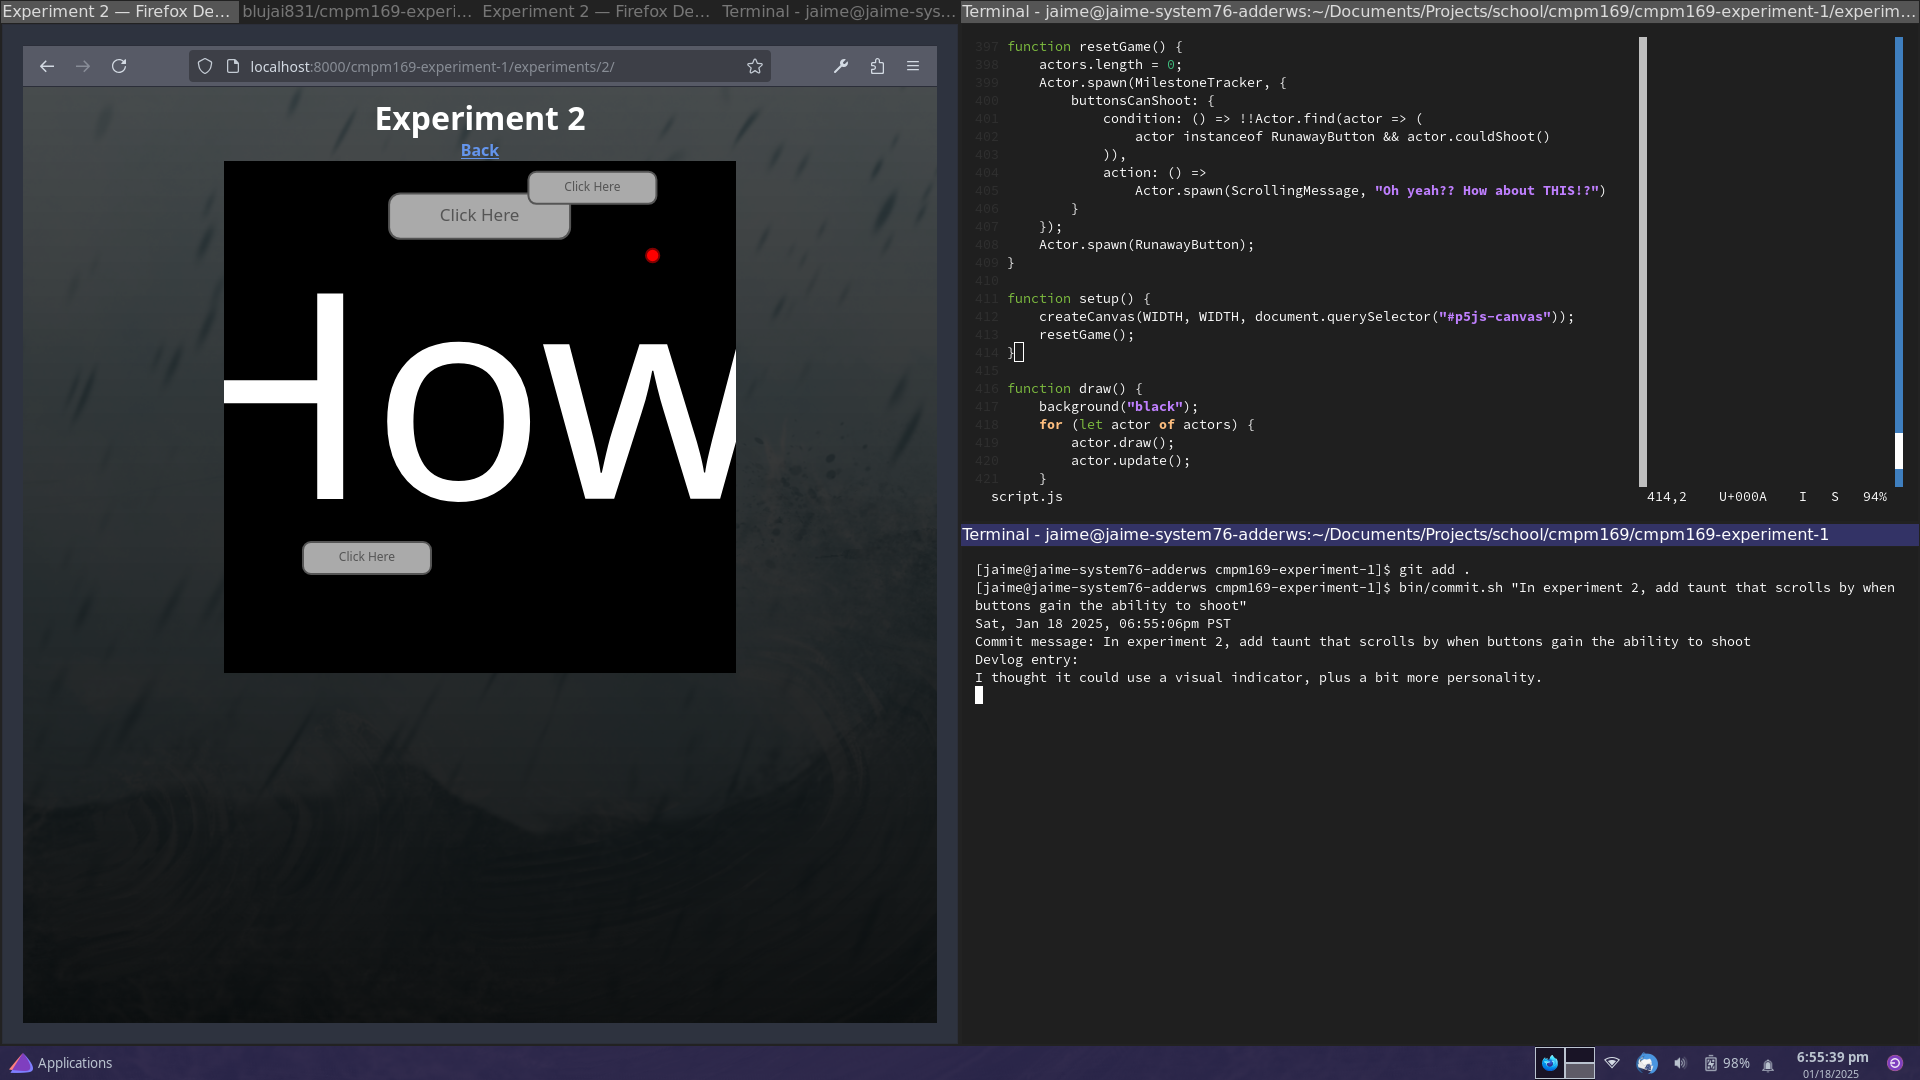 Experiment 2 — Firefox De...
blujai831/cmpm169-experi...
Experiment 2 — Firefox De...
Terminal - jaime@jaime-sys...
localhost:8000/cmpm169-experiment-1/experiments/2/
Experiment 2
Back
Click Here
Click Here
How
Click Here
Terminal - jaime@jaime-system76-adderws:~/Documents/Projects/school/cmpm169/cmpm169-experiment-1/experim...
397 function resetGame() {
398     actors.length = 0;
399     Actor.spawn(MilestoneTracker, {
400         buttonsCanShoot: {
401             condition: () => !!Actor.find(actor => (
402                 actor instanceof RunawayButton && actor.couldShoot()
403             )),
404             action: () =>
405                 Actor.spawn(ScrollingMessage, "Oh yeah?? How about THIS!?")
406         }
407     });
408     Actor.spawn(RunawayButton);
409 }
410
411 function setup() {
412     createCanvas(WIDTH, WIDTH, document.querySelector("#p5js-canvas"));
413     resetGame();
414 }
415
416 function draw() {
417     background("black");
418     for (let actor of actors) {
419         actor.draw();
420         actor.update();
421     }
script.js 414,2 U+000A I S 94%
Terminal - jaime@jaime-system76-adderws:~/Documents/Projects/school/cmpm169/cmpm169-experiment-1
[jaime@jaime-system76-adderws cmpm169-experiment-1]$ git add .
[jaime@jaime-system76-adderws cmpm169-experiment-1]$ bin/commit.sh "In experiment 2, add taunt that scrolls by when
buttons gain the ability to shoot"
Sat, Jan 18 2025, 06:55:06pm PST
Commit message: In experiment 2, add taunt that scrolls by when buttons gain the ability to shoot
Devlog entry:
I thought it could use a visual indicator, plus a bit more personality.
Applications
98%
6:55:39 pm
01/18/2025